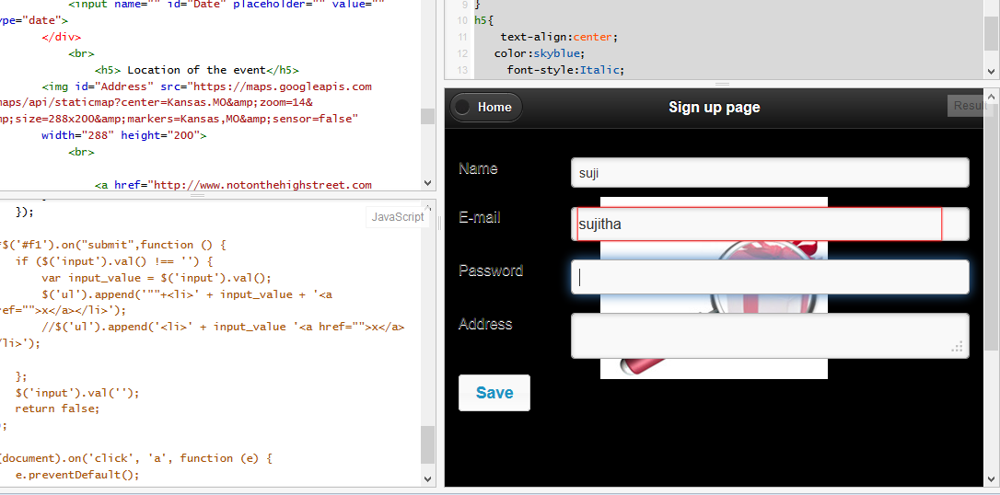 <input name="" id="Date" placeholder="" value=""
ype="date">
</div>
<br>
<h5> Location of the event</h5>
<img id="Address" src="https://maps.googleapis.com
maps/api/staticmap?center=Kansas.MO&amp;zoom=14&
mp;size=288x200&amp;markers=Kansas,MO&amp;sensor=false"
width="288" height="200">
<br>
<a href="http://www.notonthehighstreet.com
9 }
10 h5{
11 text-align:center;
12 color:skyblue;
13 font-style:Italic;
});
JavaScript
*$('#f1').on("submit",function () {
if ($('input').val() !== '') {
var input_value = $('input').val();
$('ul').append('""+<li>' + input_value + '<a
ref="">x</a></li>');
//$('ul').append('<li>' + input_value '<a href="">x</a>
/li>');
};
$('input').val('');
return false;
;
(document).on('click', 'a', function (e) {
e.preventDefault();
Home
Sign up page
Result
Name
suji
E-mail
sujitha
Password
Address
Save